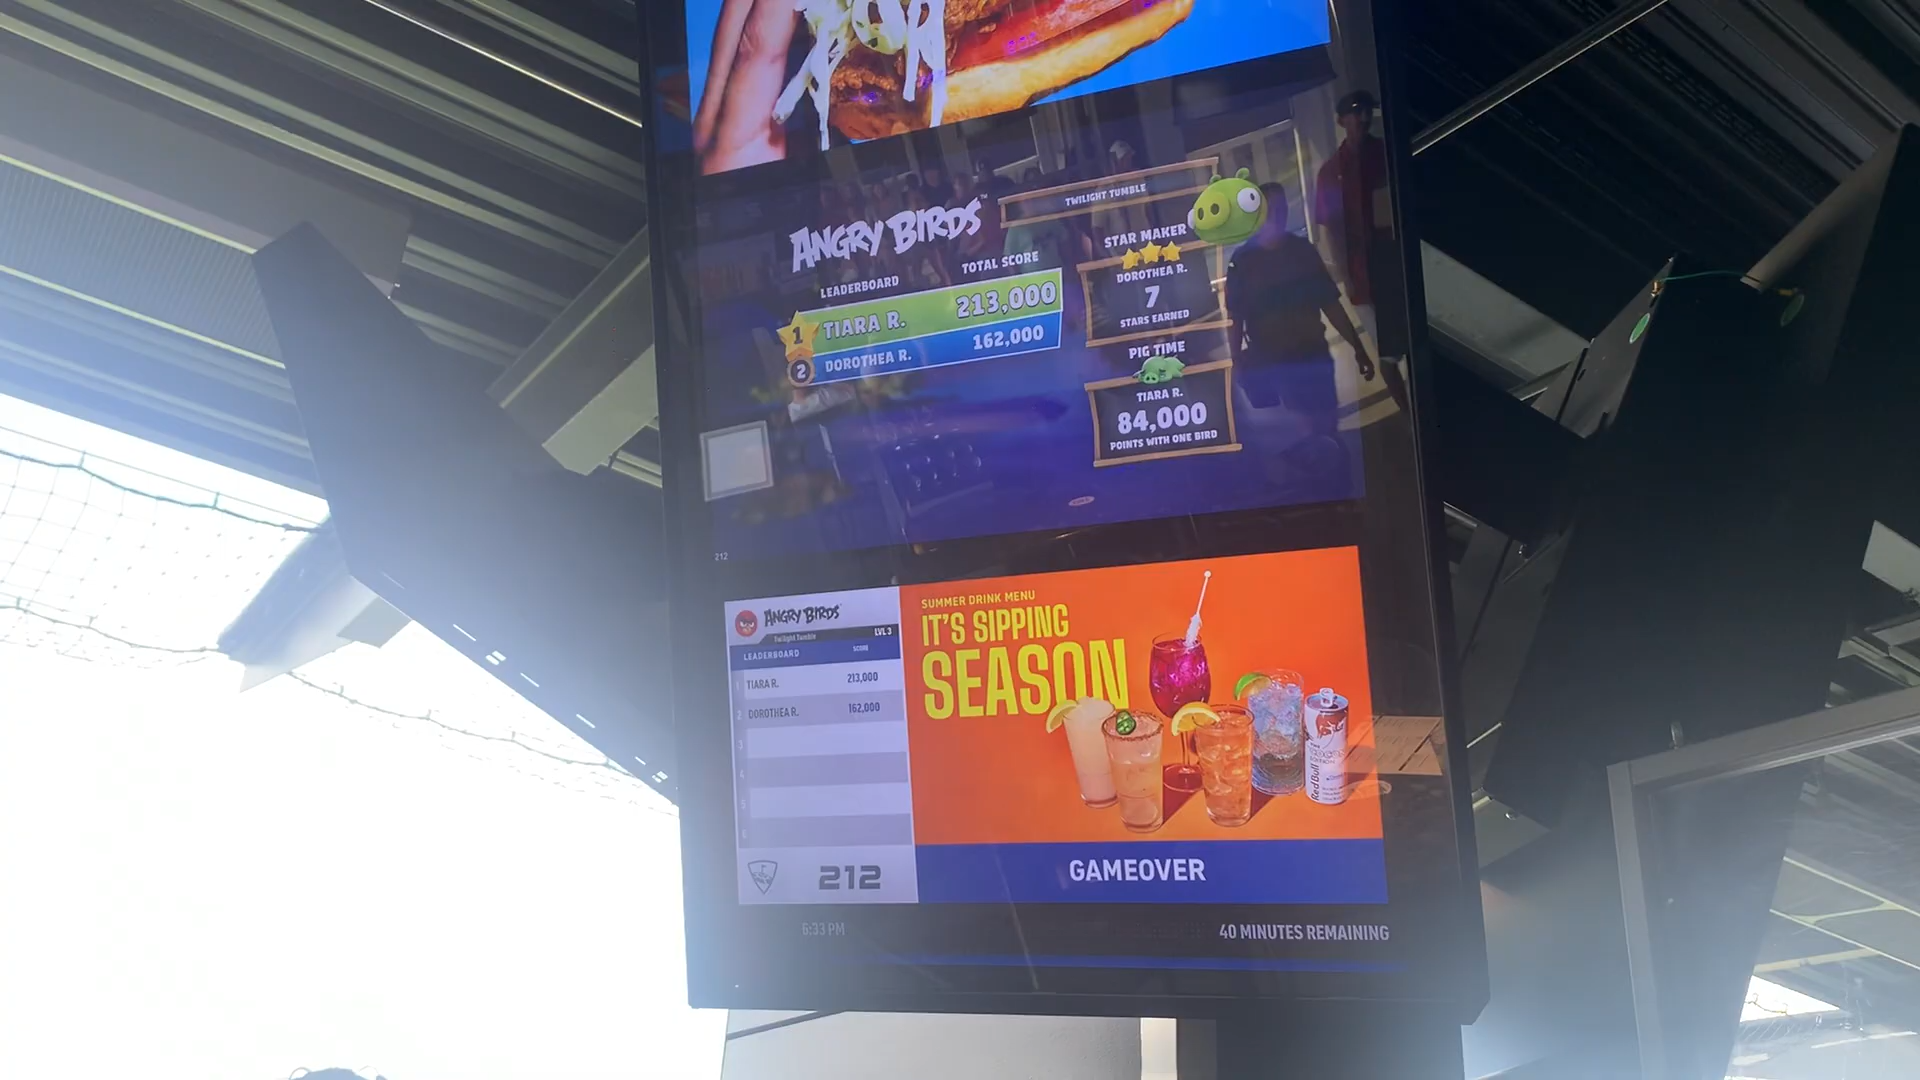 ANGRY BIRDS™
TWILIGHT TUMBLE
LEADERBOARD
TOTAL SCORE
1 TIARA R. 213,000
2 DOROTHEA R. 162,000
STAR MAKER
DOROTHEA R.
7
STARS EARNED
PIG TIME
TIARA R.
84,000
POINTS WITH ONE BIRD
212
ANGRY BIRDS
Twilight Tumble LVL 3
LEADERBOARD SCORE
1 TIARA R. 213,000
2 DOROTHEA R. 162,000
3
4
5
6
212
SUMMER DRINK MENU
IT'S SIPPING
SEASON
RedBull
GAMEOVER
6:33 PM
40 MINUTES REMAINING